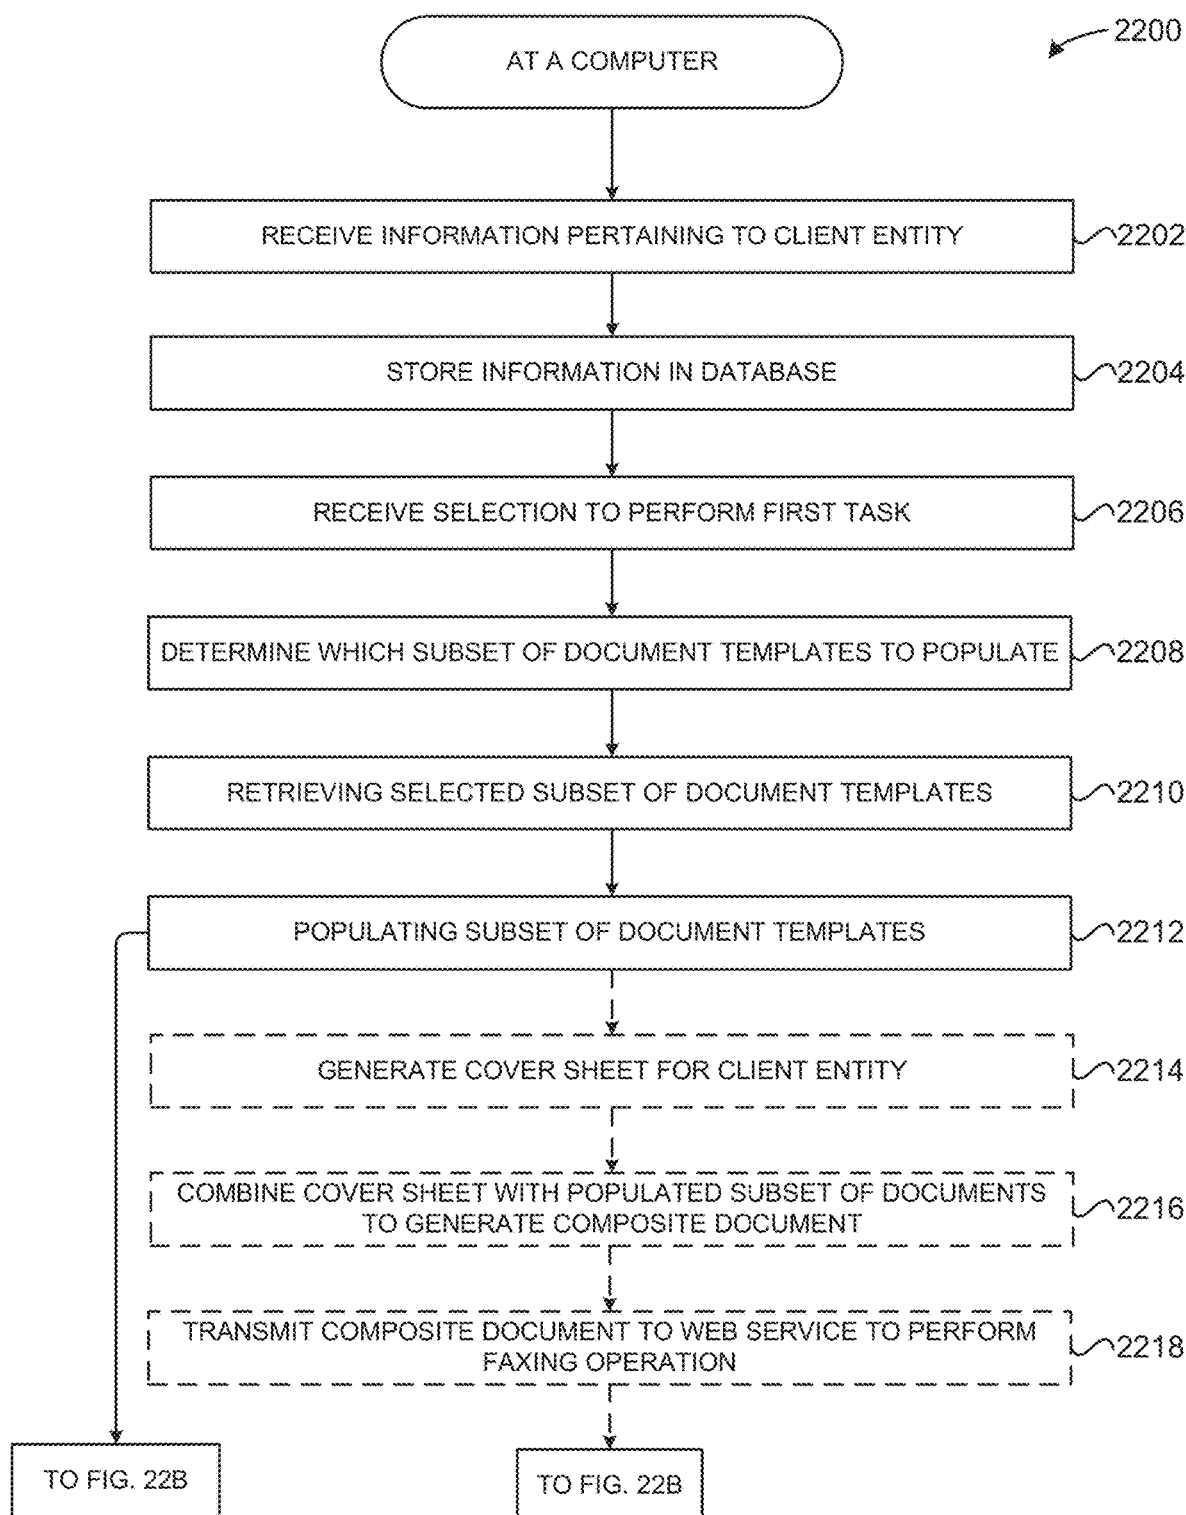 AT A COMPUTER
2200
RECEIVE INFORMATION PERTAINING TO CLIENT ENTITY
2202
STORE INFORMATION IN DATABASE
2204
RECEIVE SELECTION TO PERFORM FIRST TASK
2206
DETERMINE WHICH SUBSET OF DOCUMENT TEMPLATES TO POPULATE
2208
RETRIEVING SELECTED SUBSET OF DOCUMENT TEMPLATES
2210
POPULATING SUBSET OF DOCUMENT TEMPLATES
2212
GENERATE COVER SHEET FOR CLIENT ENTITY
2214
COMBINE COVER SHEET WITH POPULATED SUBSET OF DOCUMENTS
TO GENERATE COMPOSITE DOCUMENT
2216
TRANSMIT COMPOSITE DOCUMENT TO WEB SERVICE TO PERFORM
FAXING OPERATION
2218
TO FIG. 22B
TO FIG. 22B